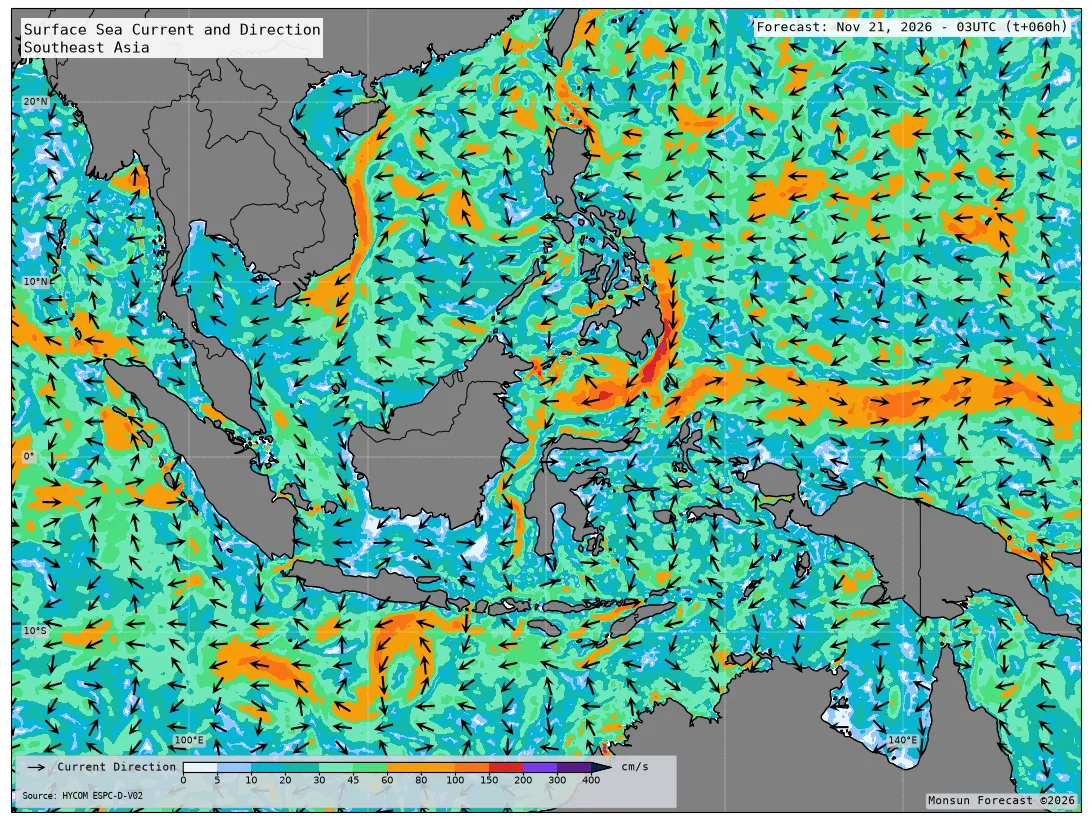 Surface Sea Current and Direction
Southeast Asia
Forecast: Nov 21, 2026 - 03UTC (t+060h)
20°N
10°N
0°
10°S
100°E
140°E
Current Direction
cm/s
0 5 10 20 30 45 60 80 100 150 200 300 400
Source: HYCOM ESPC-D-V02
Monsun Forecast ©2026